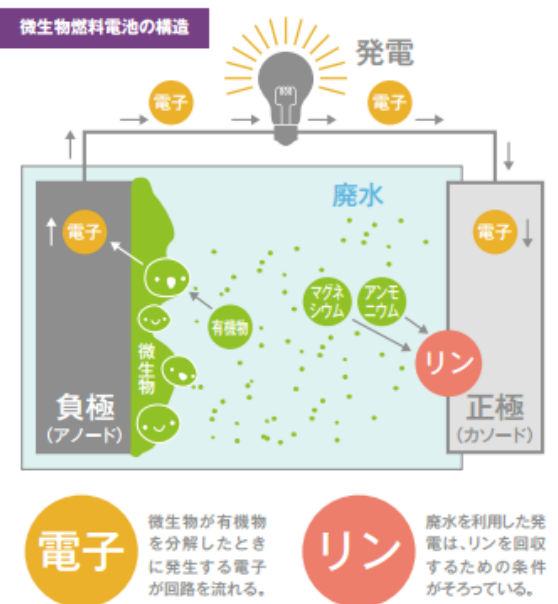 微生物燃料電池の構造
発電
電子
電子
廃水
電子
電子
マグネ
シウム
アンモ
ニウム
有機物
微生物
リン
負極
(アノード)
正極
(カソード)
電子
微生物が有機物
を分解したとき
に発生する電子
が回路を流れる。
リン
廃水を利用した発
電は、リンを回収
するための条件
がそろっている。